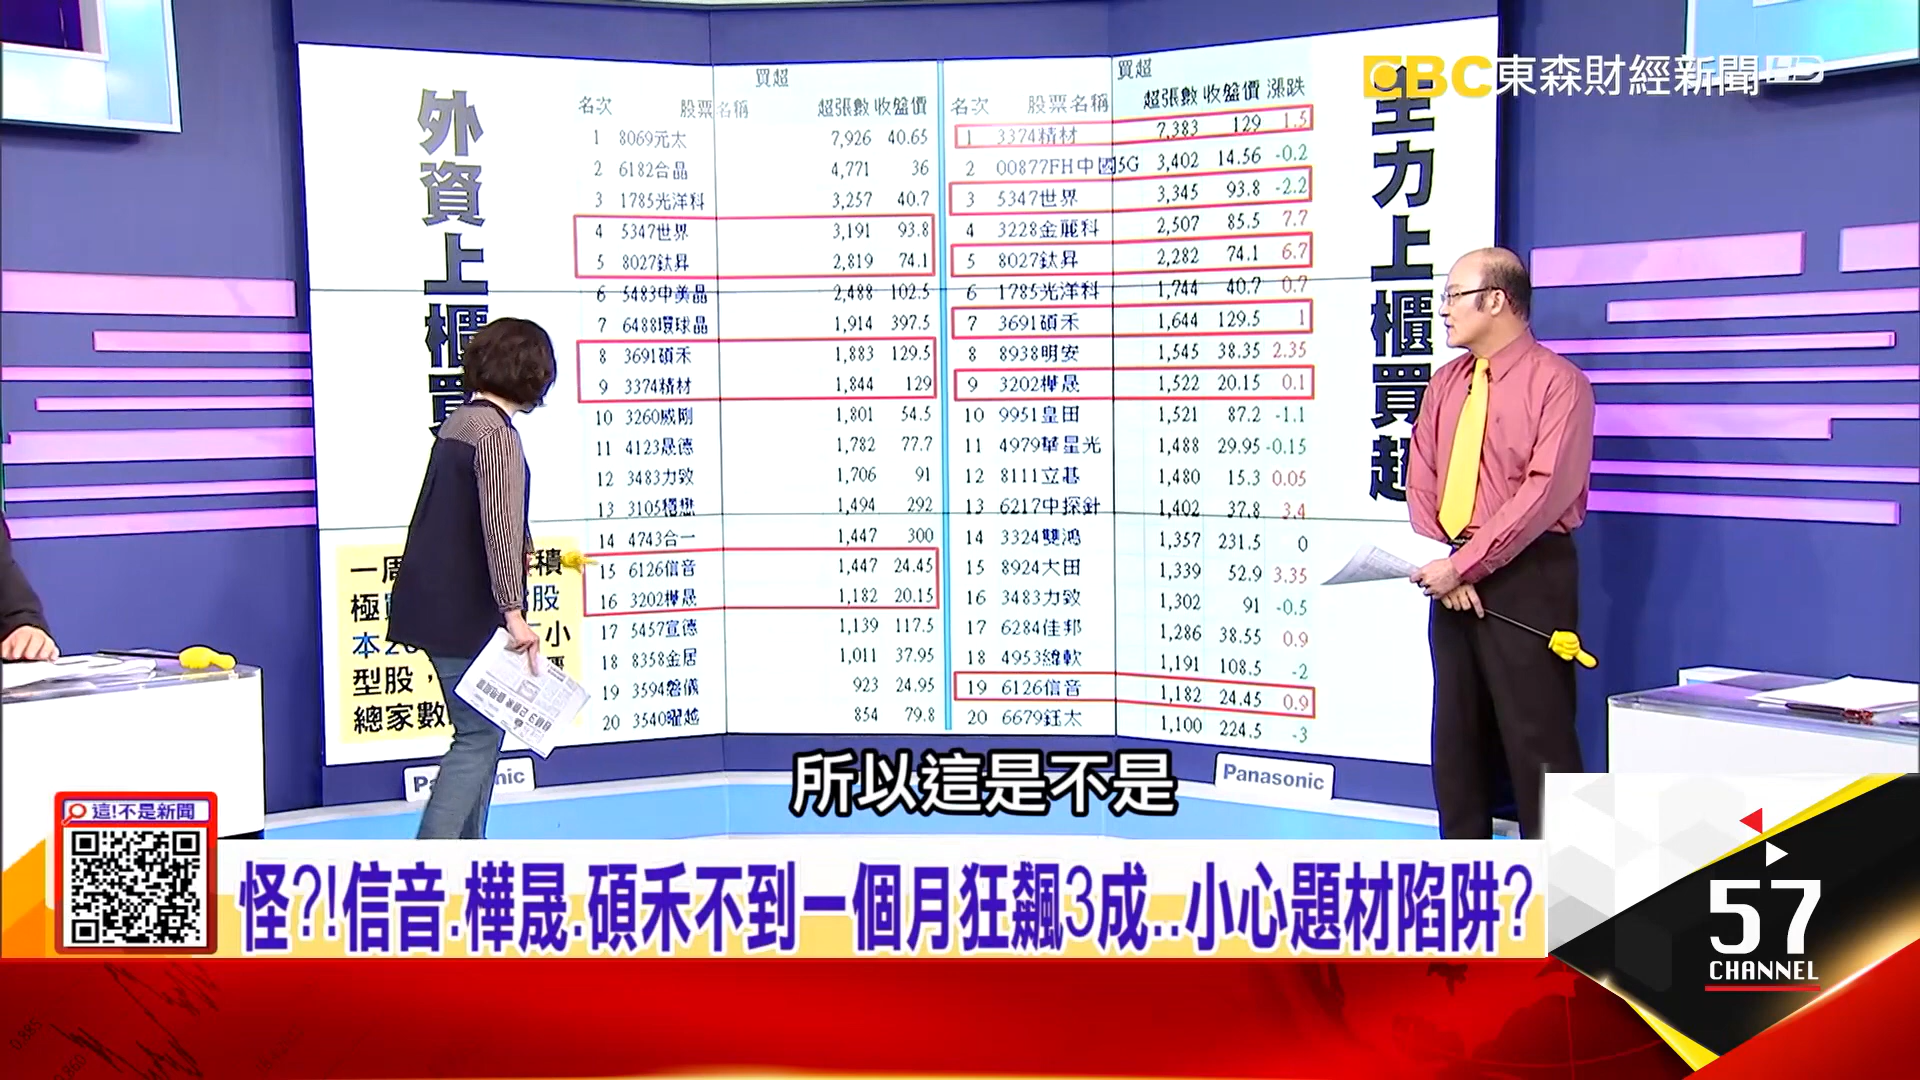 EBC 東森財經新聞 HD
外資上櫃買
買超
名次 股票名稱 超張數 收盤價
1 8069元太 7,926 40.65
2 6182合晶 4,771 36
3 1785光洋科 3,257 40.7
4 5347世界 3,191 93.8
5 8027鈦昇 2,819 74.1
6 5483中美晶 2,488 102.5
7 6488環球晶 1,914 397.5
8 3691碩禾 1,883 129.5
9 3374精材 1,844 129
10 3260威剛 1,801 54.5
11 4123晟德 1,782 77.7
12 3483力致 1,706 91
13 3105穩懋 1,494 292
14 4743合一 1,447 300
15 6126信音 1,447 24.45
16 3202樺晟 1,182 20.15
17 5457宣德 1,139 117.5
18 8358金居 1,011 37.95
19 3594磐儀 923 24.95
20 3540曜越 854 79.8
買超
名次 股票名稱 超張數 收盤價 漲跌
1 3374精材 7,383 129 1.5
2 00877FH中國5G 3,402 14.56 -0.2
3 5347世界 3,345 93.8 -2.2
4 3228金麗科 2,507 85.5 7.7
5 8027鈦昇 2,282 74.1 6.7
6 1785光洋科 1,744 40.7 0.7
7 3691碩禾 1,644 129.5 1
8 8938明安 1,545 38.35 2.35
9 3202樺晟 1,522 20.15 0.1
10 9951皇田 1,521 87.2 -1.1
11 4979華星光 1,488 29.95 -0.15
12 8111立碁 1,480 15.3 0.05
13 6217中探針 1,402 37.8 3.4
14 3324雙鴻 1,357 231.5 0
15 8924大田 1,339 52.9 3.35
16 3483力致 1,302 91 -0.5
17 6284佳邦 1,286 38.55 0.9
18 4953緯軟 1,191 108.5 -2
19 6126信音 1,182 24.45 0.9
20 6679鈺太 1,100 224.5 -3
全力上櫃買超
一周 積
極 股
本2 小
型股，
總家數
Panasonic
所以這是不是
這!不是新聞
怪?!信音.樺晟.碩禾不到一個月狂飆3成..小心題材陷阱?
57
CHANNEL